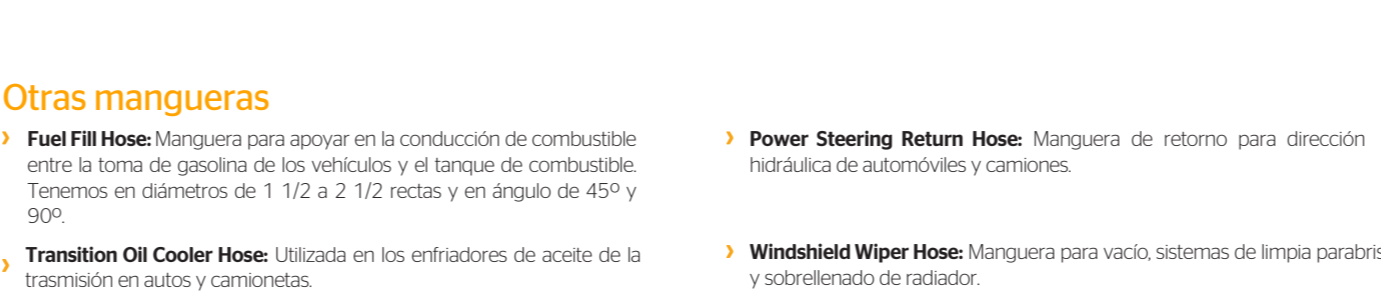 Otras mangueras
› Fuel Fill Hose: Manguera para apoyar en la conducción de combustible
entre la toma de gasolina de los vehículos y el tanque de combustible.
Tenemos en diámetros de 1 1/2 a 2 1/2 rectas y en ángulo de 45º y
90º.
› Transition Oil Cooler Hose: Utilizada en los enfriadores de aceite de la
trasmisión en autos y camionetas.
› Power Steering Return Hose: Manguera de retorno para dirección
hidráulica de automóviles y camiones.
› Windshield Wiper Hose: Manguera para vacío, sistemas de limpia parabris
y sobrellenado de radiador.